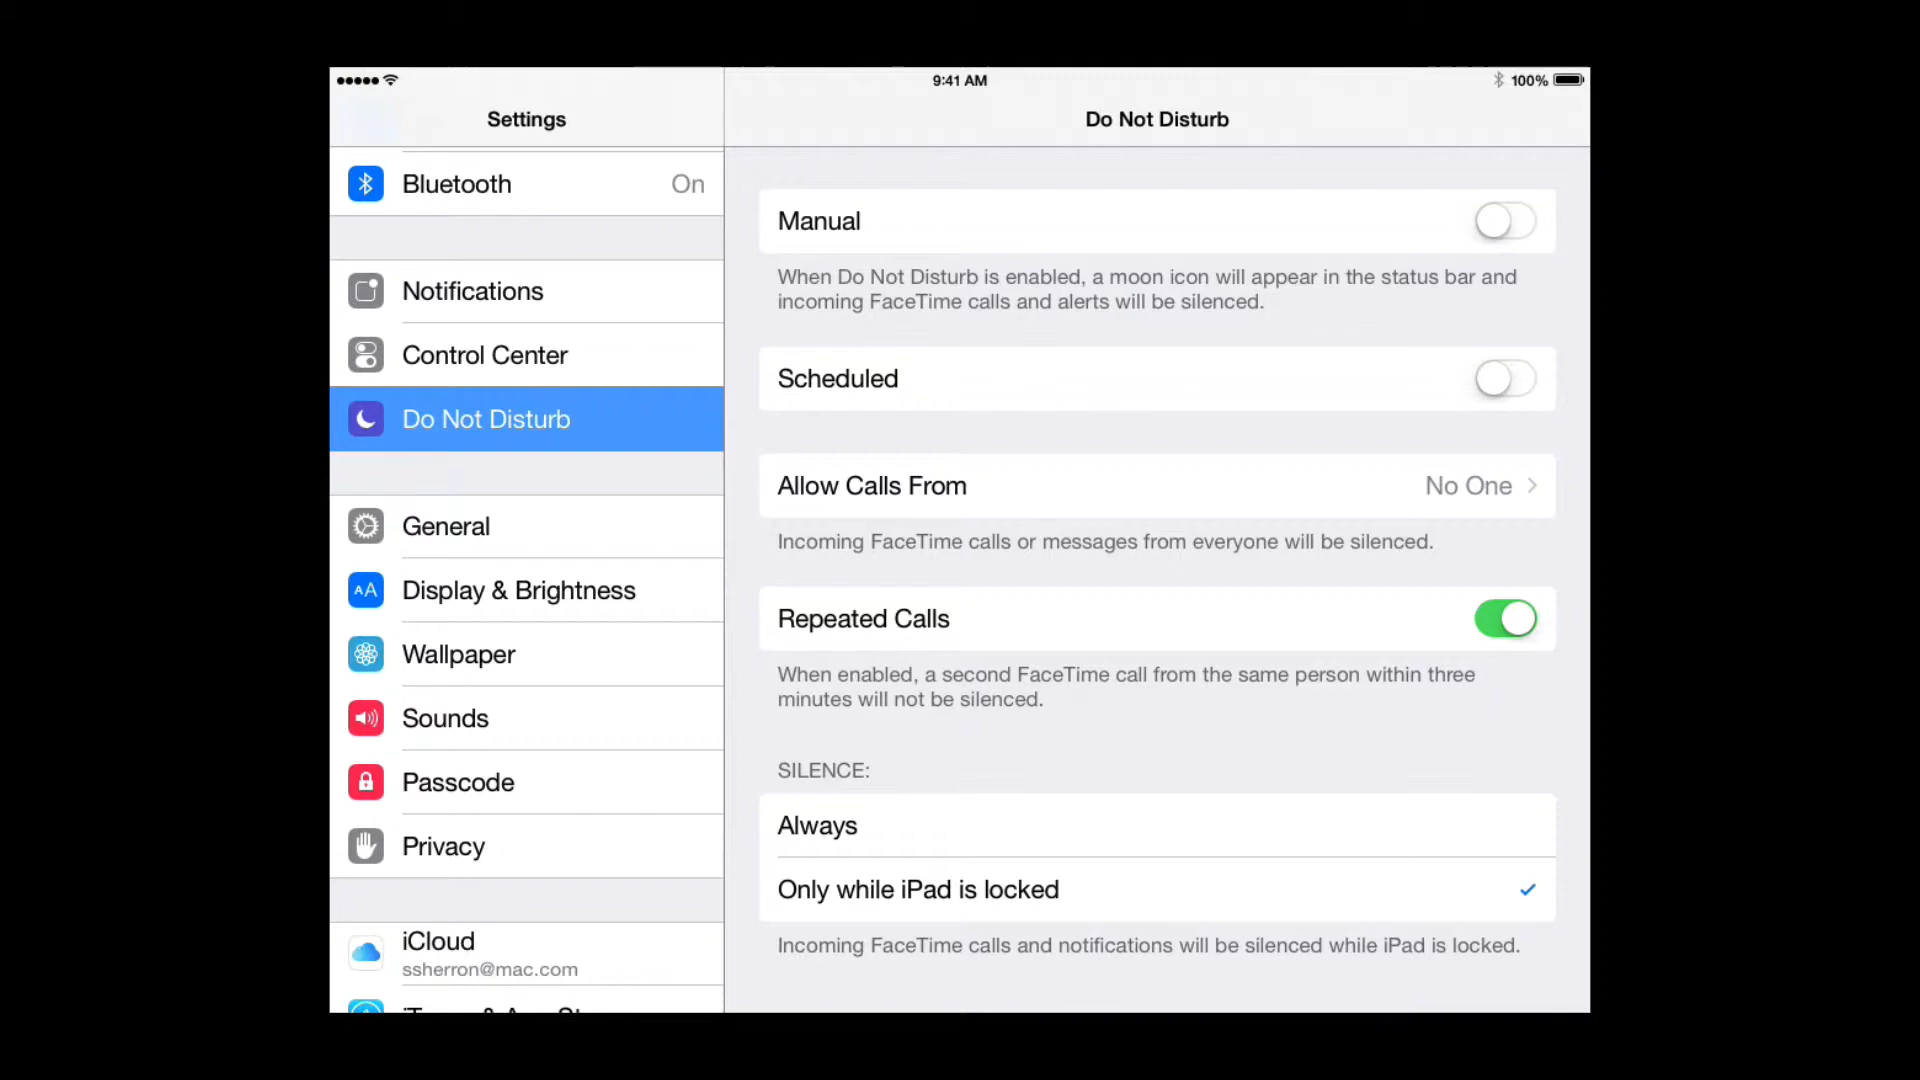 9:41 AM
100%
Settings
Do Not Disturb
Bluetooth On
Notifications
Control Center
Do Not Disturb
General
AA Display & Brightness
Wallpaper
Sounds
Passcode
Privacy
iCloud
ssherron@mac.com
Manual
When Do Not Disturb is enabled, a moon icon will appear in the status bar and
incoming FaceTime calls and alerts will be silenced.
Scheduled
Allow Calls From No One
Incoming FaceTime calls or messages from everyone will be silenced.
Repeated Calls
When enabled, a second FaceTime call from the same person within three
minutes will not be silenced.
SILENCE:
Always
Only while iPad is locked
Incoming FaceTime calls and notifications will be silenced while iPad is locked.